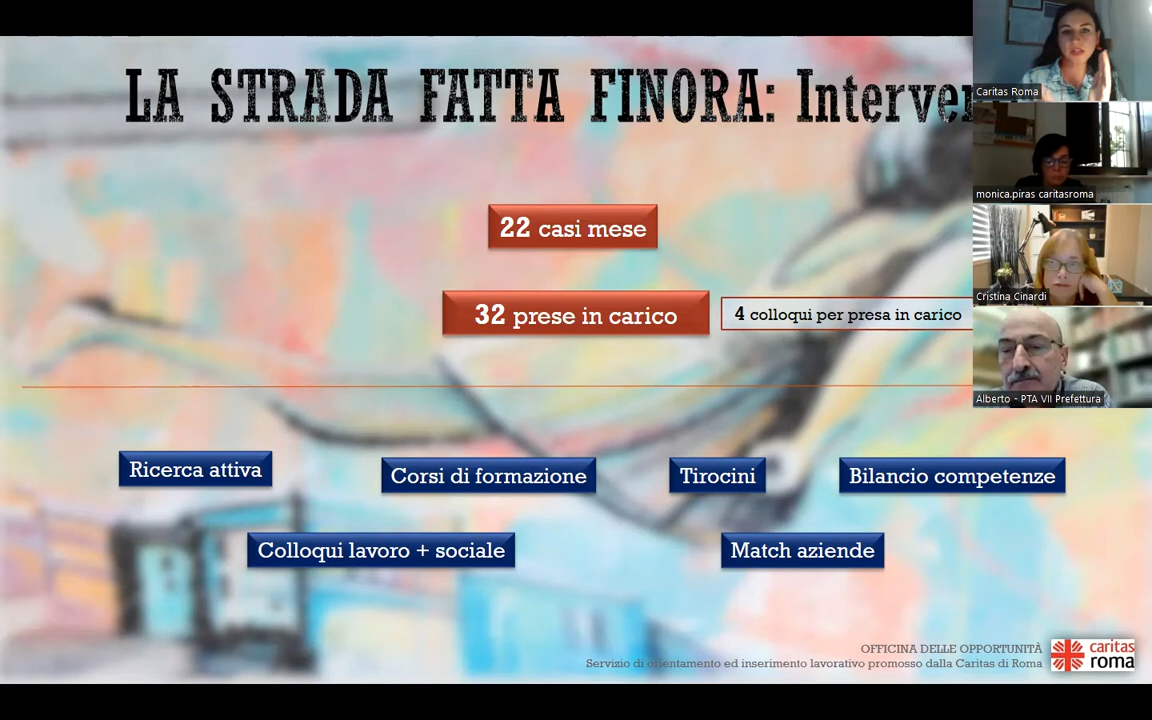 LA STRADA FATTA FINORA: Interven
Caritas Roma
monica.piras caritasroma
22 casi mese
Cristina Cinardi
32 prese in carico
4 colloqui per presa in carico
Alberto - PTA VII Prefettura
Ricerca attiva
Corsi di formazione
Tirocini
Bilancio competenze
Colloqui lavoro + sociale
Match aziende
OFFICINA DELLE OPPORTUNITÀ
Servizio di orientamento ed inserimento lavorativo promosso dalla Caritas di Roma
caritas
roma